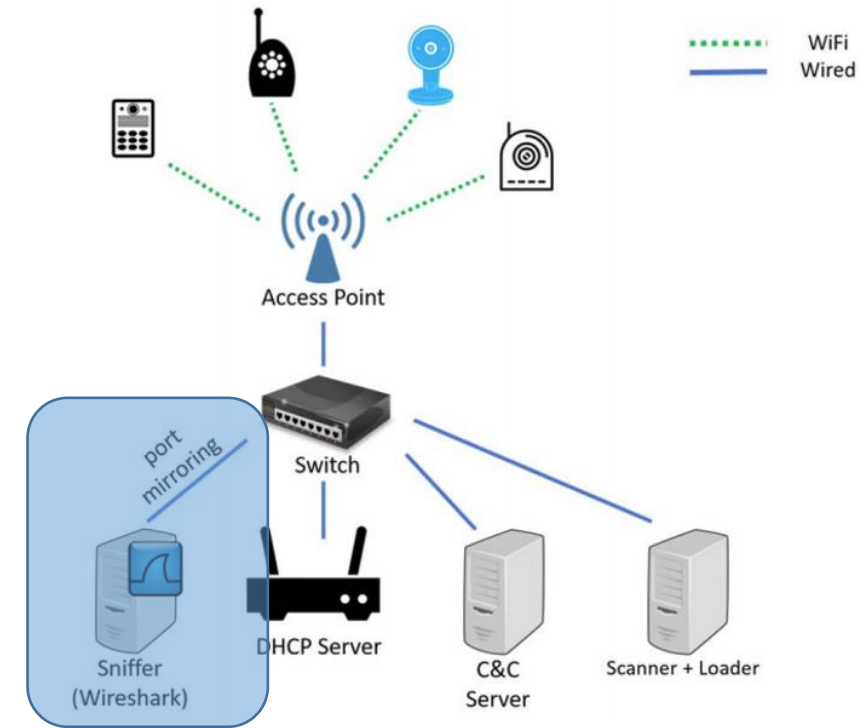 WiFi
Wired
Access Point
port
mirroring
Switch
Sniffer
(Wireshark)
DHCP Server
C&C
Server
Scanner + Loader